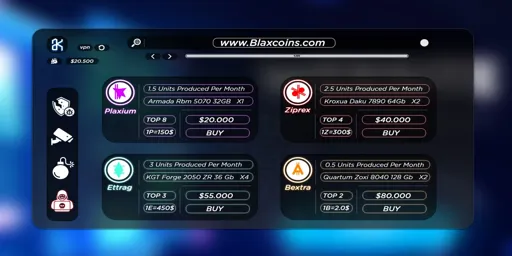 vpn
www.Blaxcoins.com
$20.500
Plaxium
1.5 Units Produced Per Month
Armada Rbm 5070 32GB X1
TOP 8
$20.000
1P=150$
BUY
Ziprex
2.5 Units Produced Per Month
Kroxua Daku 7890 64Gb X2
TOP 4
$40.000
1Z=300$
BUY
Ettrag
3 Units Produced Per Month
KGT Forge 2050 ZR 36 Gb X4
TOP 3
$55.000
1E=450$
BUY
Bextra
0.5 Units Produced Per Month
Quartum Zoxi 8040 128 Gb X2
TOP 2
$80.000
1B=2.0$
BUY